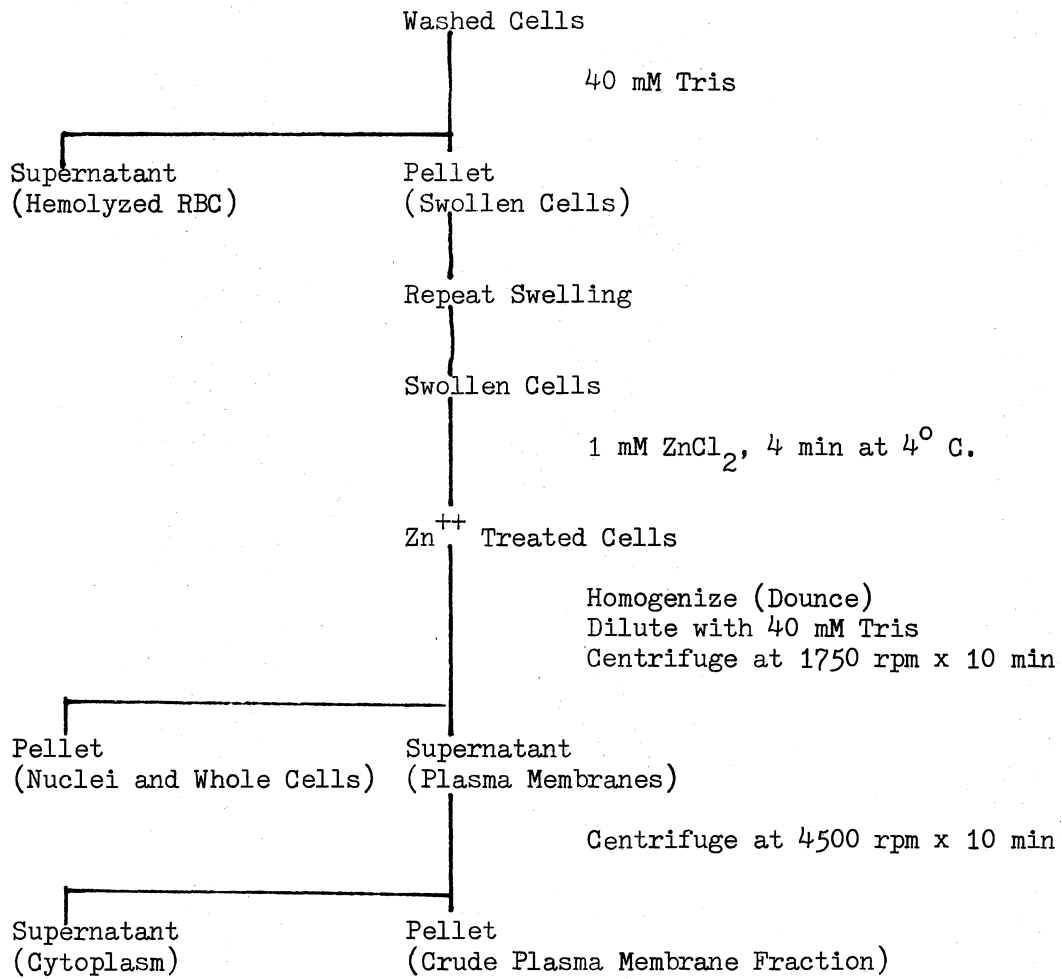 Washed Cells
40 mM Tris
Supernatant
(Hemolyzed RBC)
Pellet
(Swollen Cells)
Repeat Swelling
Swollen Cells
1 mM ZnCl2, 4 min at 4° C.
Zn++ Treated Cells
Homogenize (Dounce)
Dilute with 40 mM Tris
Centrifuge at 1750 rpm x 10 min
Pellet
(Nuclei and Whole Cells)
Supernatant
(Plasma Membranes)
Centrifuge at 4500 rpm x 10 min
Supernatant
(Cytoplasm)
Pellet
(Crude Plasma Membrane Fraction)